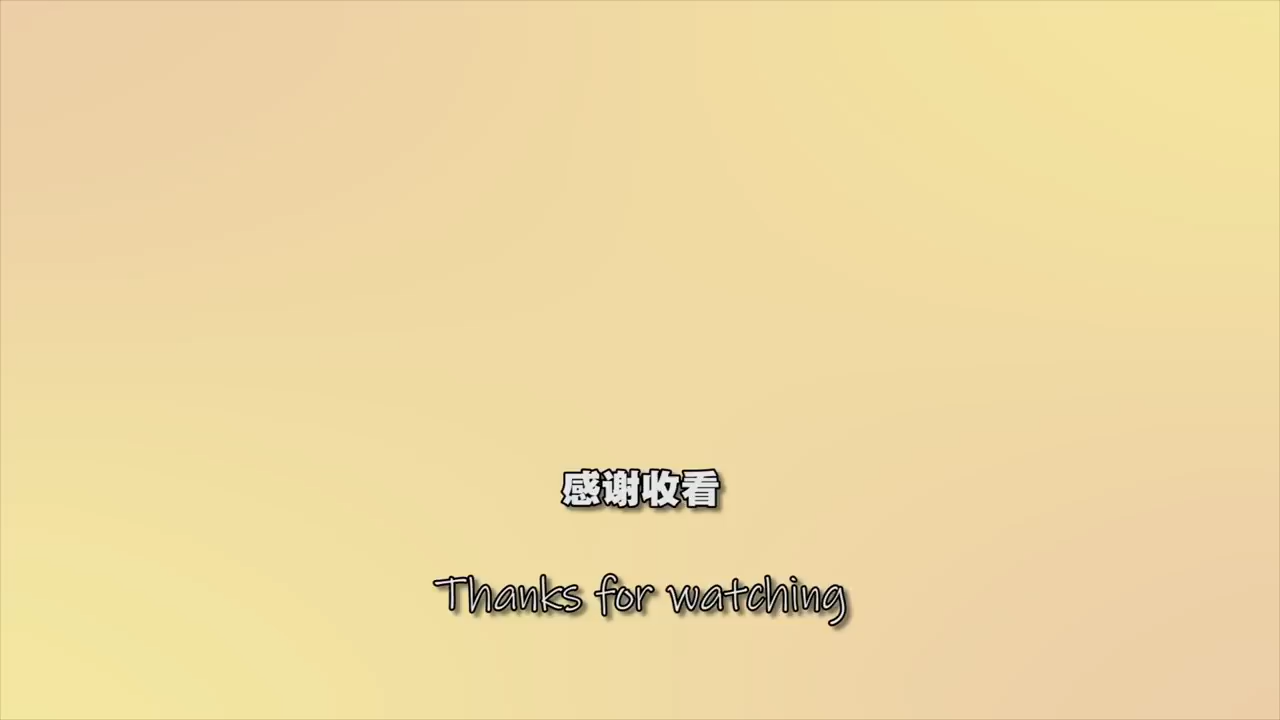 感谢收看
Thanks for watching